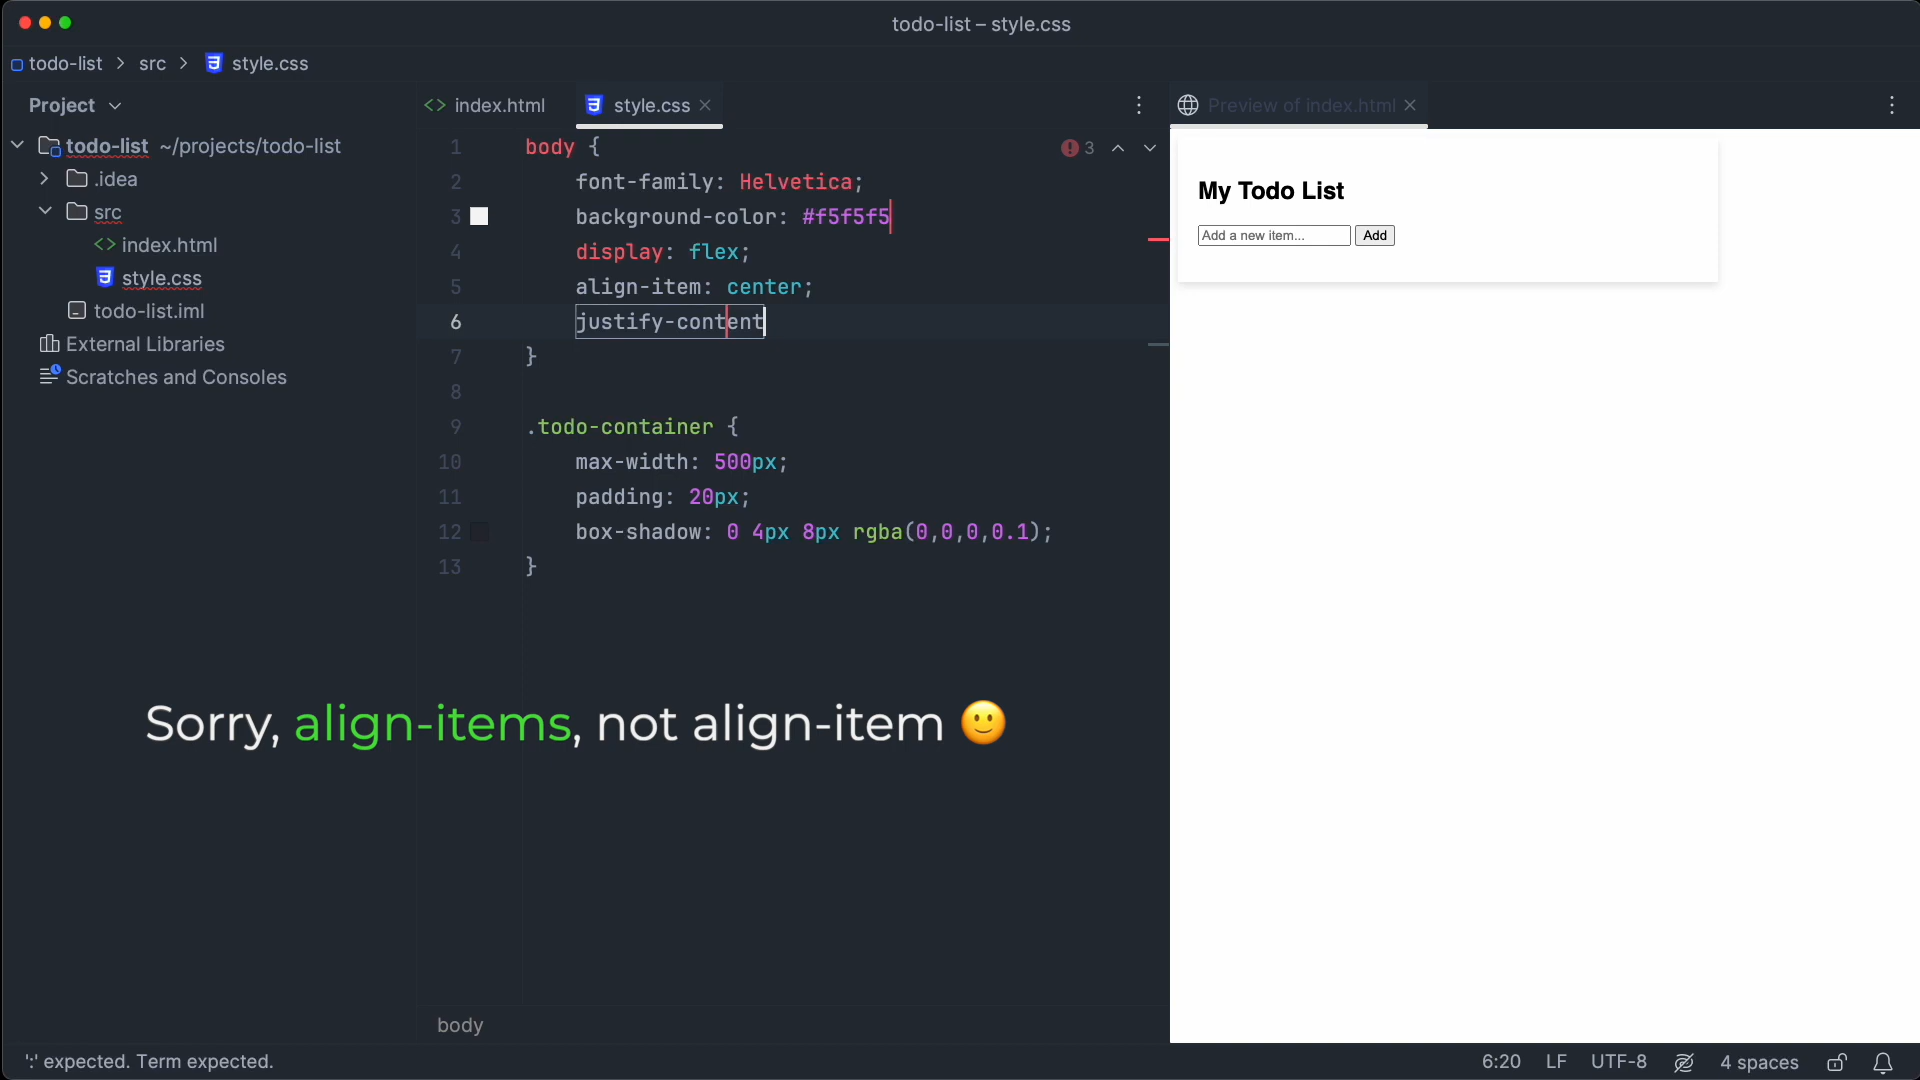 todo-list – style.css
todo-list > src > style.css
Project
index.html
style.css
Preview of index.html
todo-list ~/projects/todo-list
.idea
src
index.html
style.css
todo-list.iml
External Libraries
Scratches and Consoles
3
1 body {
2 font-family: Helvetica;
3 background-color: #f5f5f5
4 display: flex;
5 align-item: center;
6 justify-content
7 }
8
9 .todo-container {
10 max-width: 500px;
11 padding: 20px;
12 box-shadow: 0 4px 8px rgba(0,0,0,0.1);
13 }
My Todo List
Add a new item... Add
Sorry, align-items, not align-item 🙂
body
':' expected. Term expected.
6:20 LF UTF-8 4 spaces